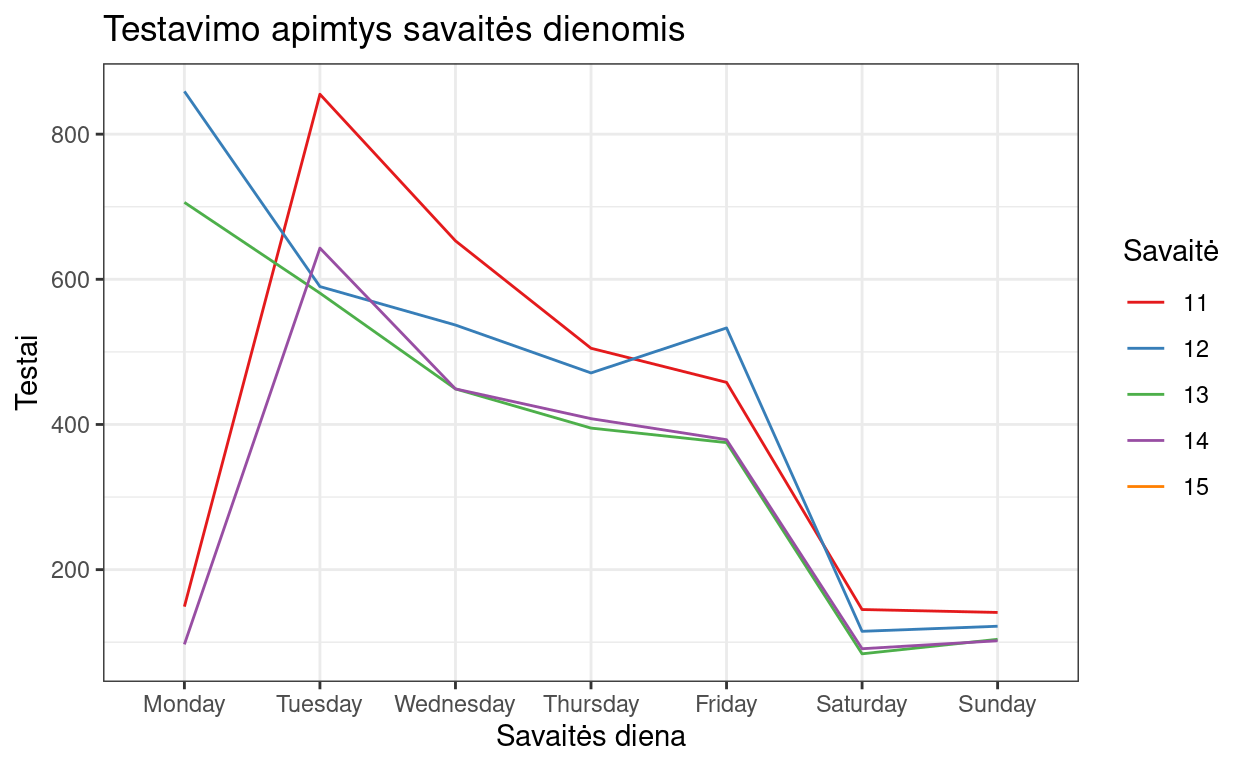 Testavimo apimtys savaitės dienomis
Testai
800
600
400
200
Monday Tuesday Wednesday Thursday Friday Saturday Sunday
Savaitės diena
Savaitė
11
12
13
14
15